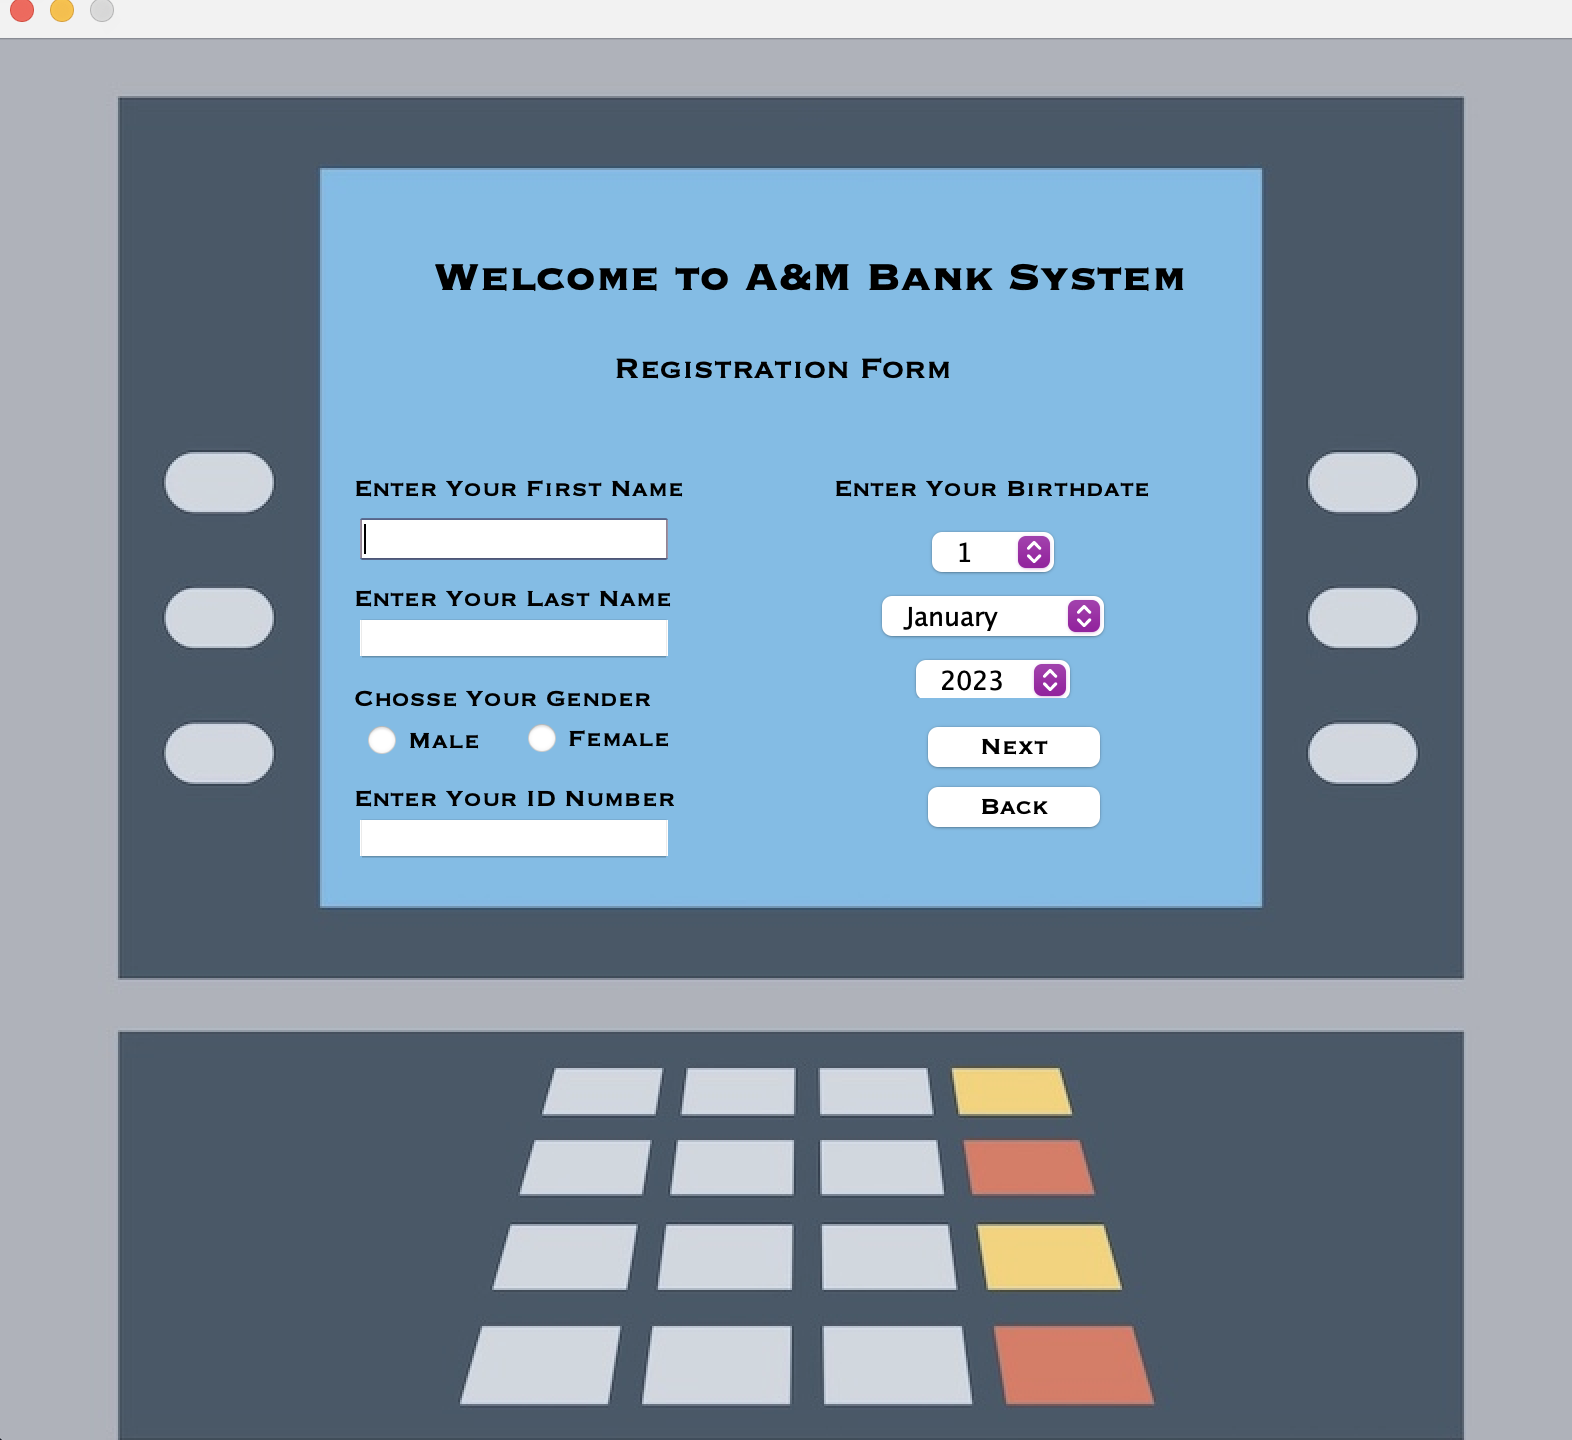 Welcome to A&M Bank System
Registration Form
Enter Your First Name
Enter Your Last Name
Chosse Your Gender
Male Female
Enter Your ID Number
Enter Your Birthdate
1
January
2023
Next
Back